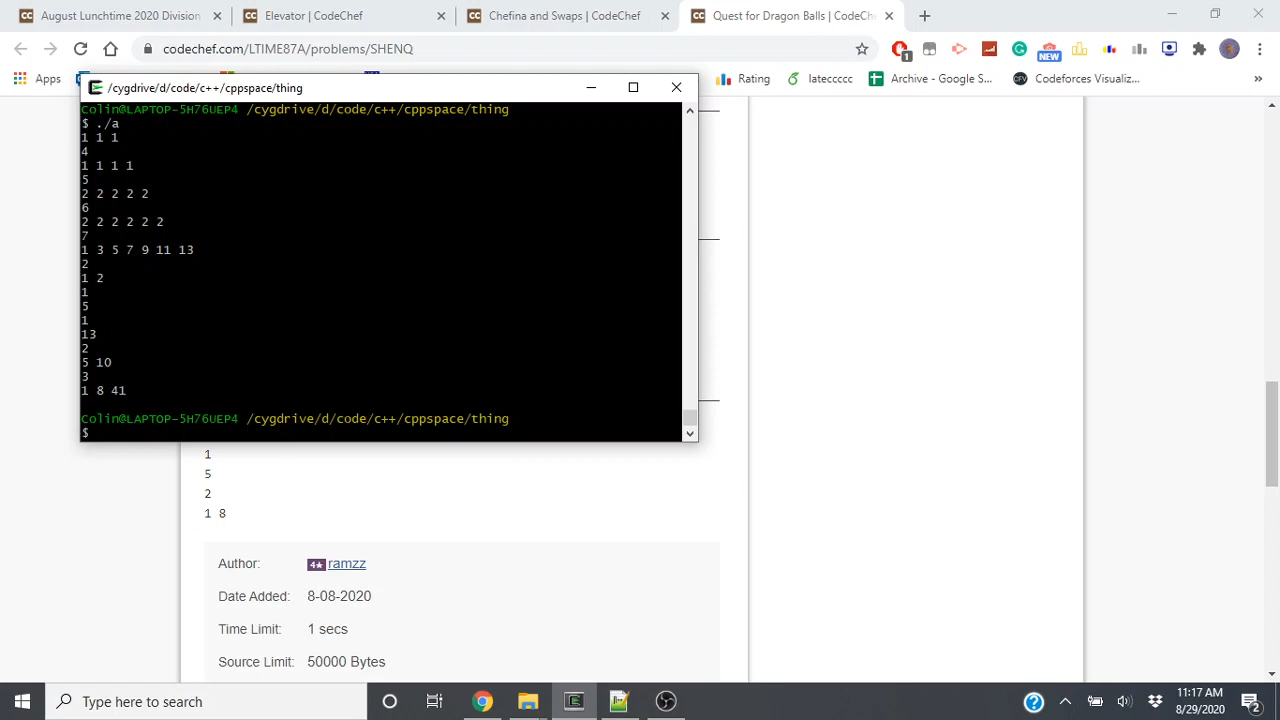 August Lunchtime 2020 Division
Elevator | CodeChef
Chefina and Swaps | CodeChef
Quest for Dragon Balls | CodeChe
codechef.com/LTIME87A/problems/SHENQ
1
NEW
Apps
Rating
lateccccc
Archive - Google S...
Codeforces Visualiz...
/cygdrive/d/code/c++/cppspace/thing
Colin@LAPTOP-5H76UEP4 /cygdrive/d/code/c++/cppspace/thing
$ ./a
1 1 1
4
1 1 1 1
5
2 2 2 2 2
6
2 2 2 2 2 2
7
1 3 5 7 9 11 13
2
1 2
1
5
1
13
2
5 10
3
1 8 41
Colin@LAPTOP-5H76UEP4 /cygdrive/d/code/c++/cppspace/thing
$
1
5
2
1 8
Author: 4★ ramzz
Date Added: 8-08-2020
Time Limit: 1 secs
Source Limit: 50000 Bytes
Type here to search
11:17 AM
8/29/2020
2